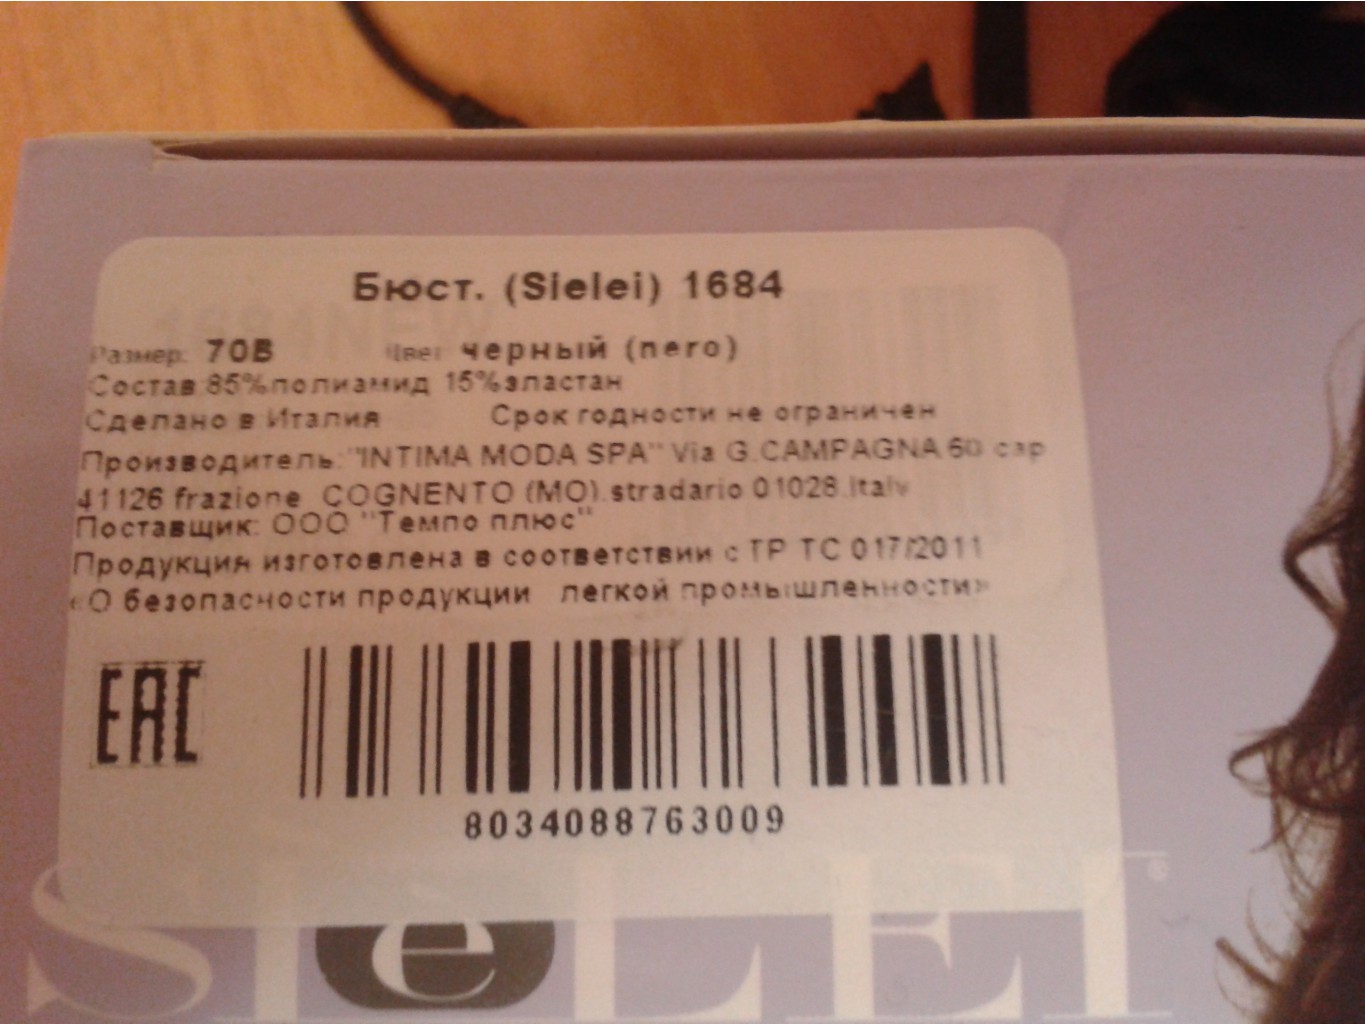 Бюст. (Sielei) 1684
1684NEW
Размер: 70B Цвет черный (nero)
Состав:85%полиамид 15%эластан
Сделано в Италия Срок годности не ограничен
Производитель:"INTIMA MODA SPA" Via G.CAMPAGNA 60 cap
41126 frazione COGNENTO (MO).stradario 01028.Italy
Поставщик: ООО "Темпо плюс"
Продукция изготовлена в соответствии с ТР ТС 017/2011
«О безопасности продукции легкой промышленности»
EAC
8034088763009
SIeLEI®